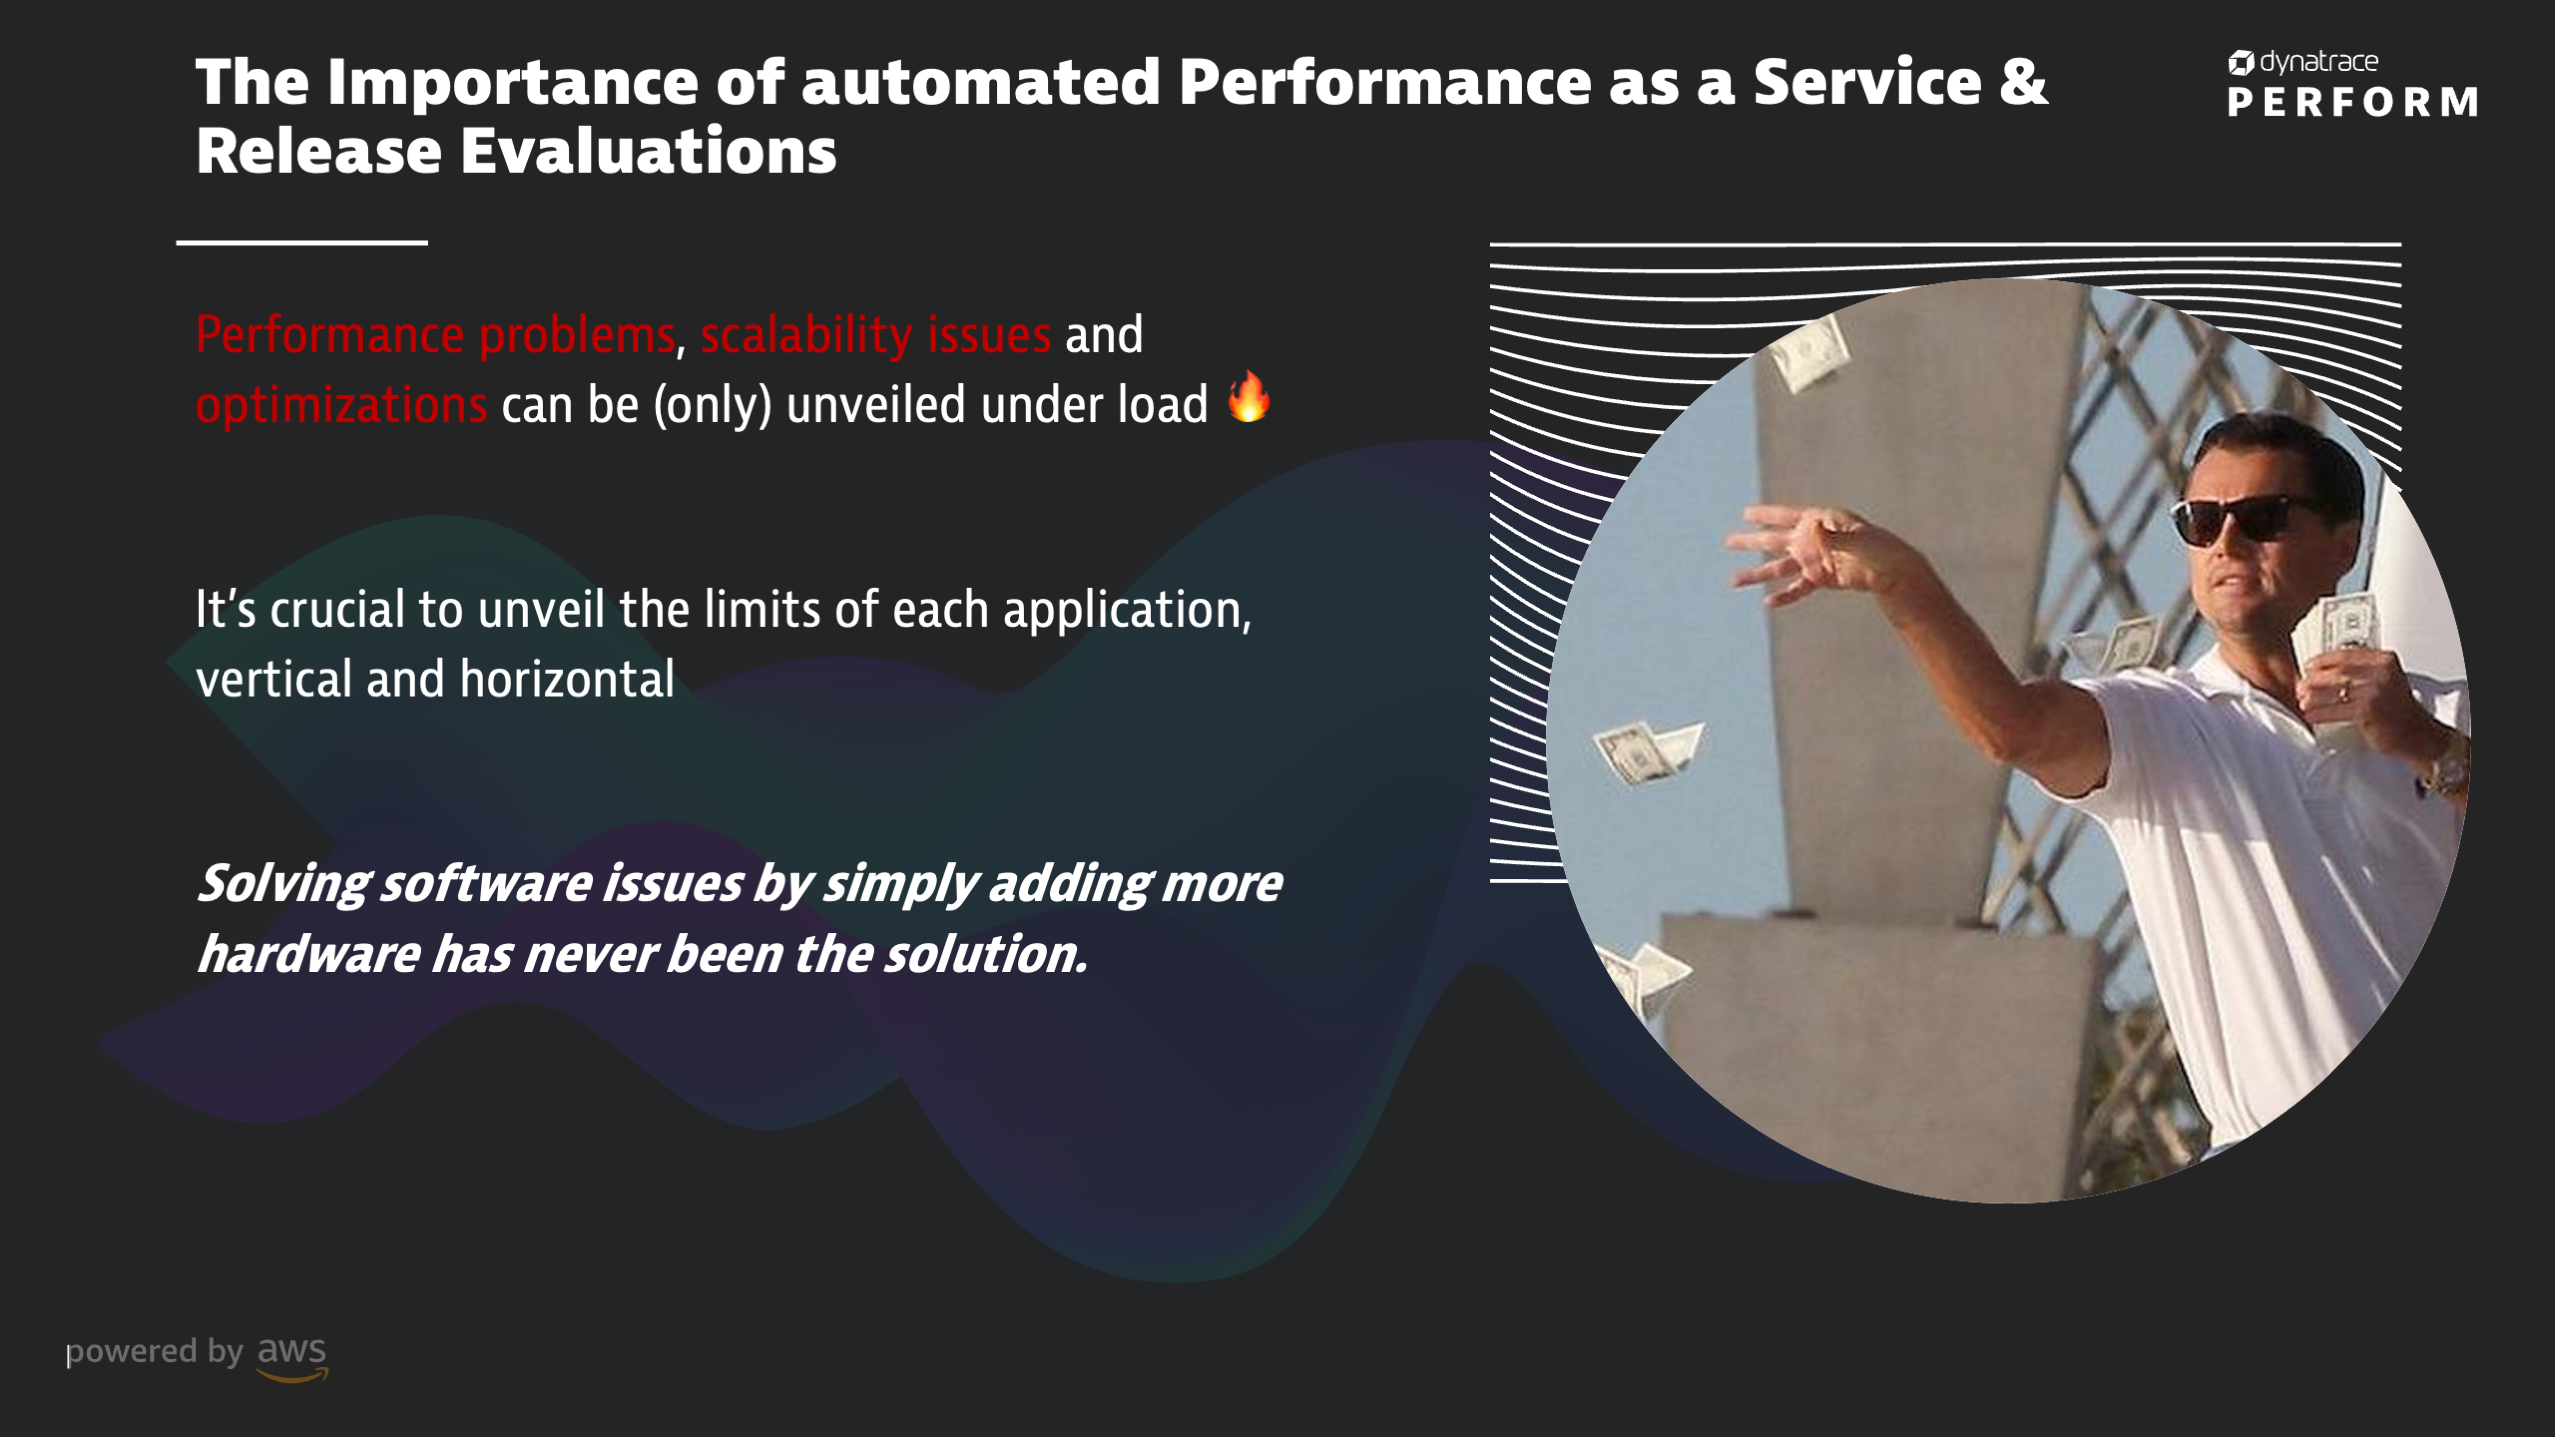 The Importance of automated Performance as a Service &
Release Evaluations
dynatrace
PERFORM
Performance problems, scalability issues and
optimizations can be (only) unveiled under load 🔥
It’s crucial to unveil the limits of each application,
vertical and horizontal
Solving software issues by simply adding more
hardware has never been the solution.
powered by aws